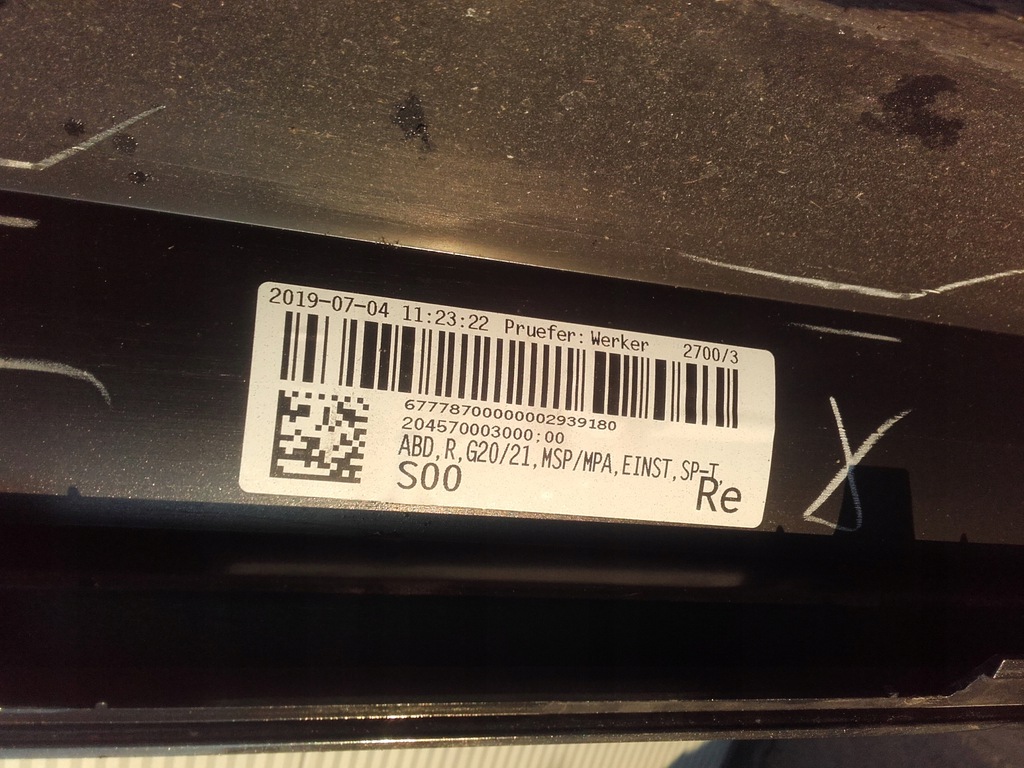 2019-07-04 11:23:22 Pruefer: Werker 2700/3
67778700000002939180
204570003000;00
ABD,R,G20/21,MSP/MPA,EINST,SP-T,
S00
Re